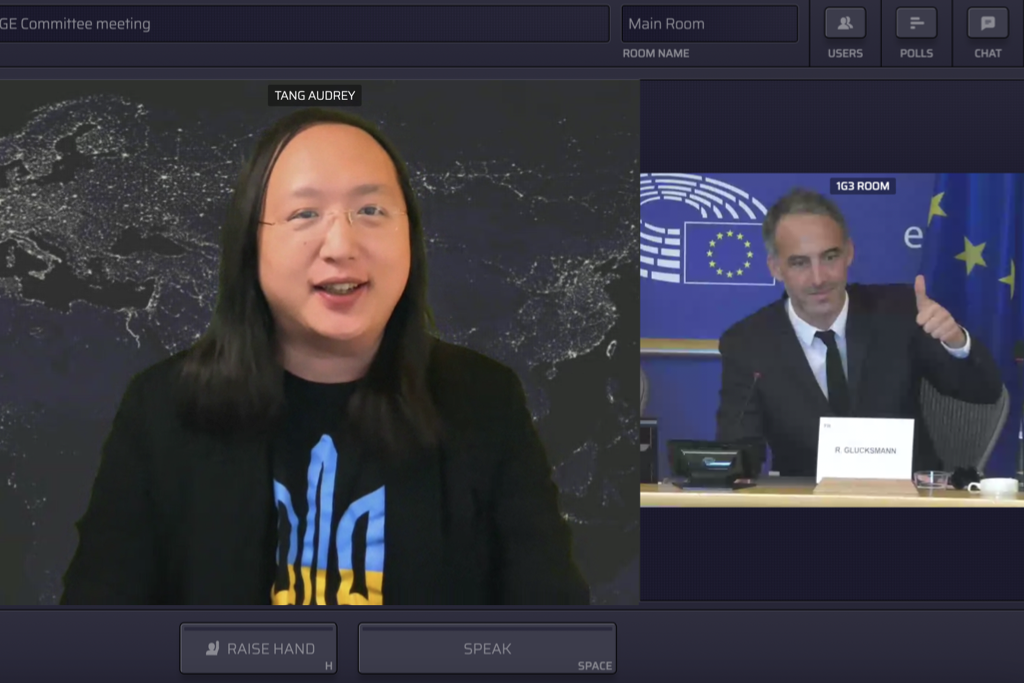 GE Committee meeting
Main Room
ROOM NAME
USERS
POLLS
CHAT
TANG AUDREY
1G3 ROOM
e
R. GLUCKSMANN
RAISE HAND
H
SPEAK
SPACE